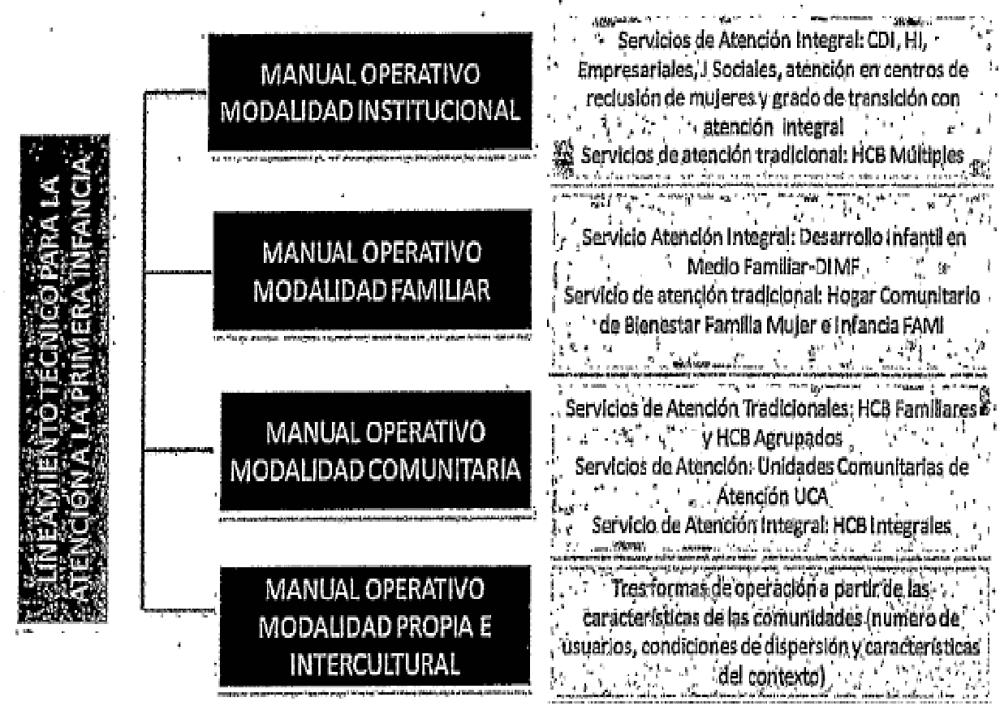 LINEAMIENTO TECNICO PARA LA
ATENCION A LA PRIMERA INFANCIA
MANUAL OPERATIVO
MODALIDAD INSTITUCIONAL
Servicios de Atención Integral: CDI, HI,
Empresariales, J Sociales, atención en centros de
reclusión de mujeres y grado de transición con
atención integral
Servicios de atención tradicional: HCB Múltiples
MANUAL OPERATIVO
MODALIDAD FAMILIAR
Servicio Atención Integral: Desarrollo Infantil en
Medio Familiar-DIMF
Servicio de atención tradicional: Hogar Comunitario
de Bienestar Familia Mujer e Infancia FAMI
MANUAL OPERATIVO
MODALIDAD COMUNITARIA
Servicios de Atención Tradicionales: HCB Familiares
y HCB Agrupados
Servicios de Atención: Unidades Comunitarias de
Atención UCA
Servicio de Atención Integral: HCB Integrales
MANUAL OPERATIVO
MODALIDAD PROPIA E
INTERCULTURAL
Tres formas de operación a partir de las
características de las comunidades (numero de
usuarios, condiciones de dispersión y características
del contexto)